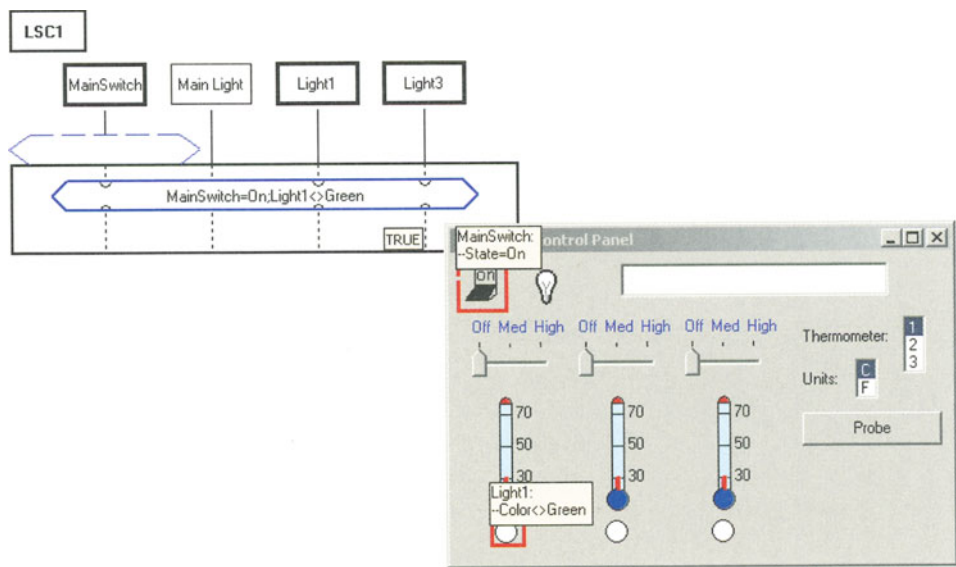 LSC1
MainSwitch
Main Light
Light1
Light3
MainSwitch=On;Light1<>Green
TRUE
MainSwitch:
--State=On
ontrol Panel
on
Off Med High
Off Med High
Off Med High
Thermometer:
1
2
3
Units:
C
F
Probe
70
50
30
70
50
30
70
50
30
Light1:
--Color<>Green